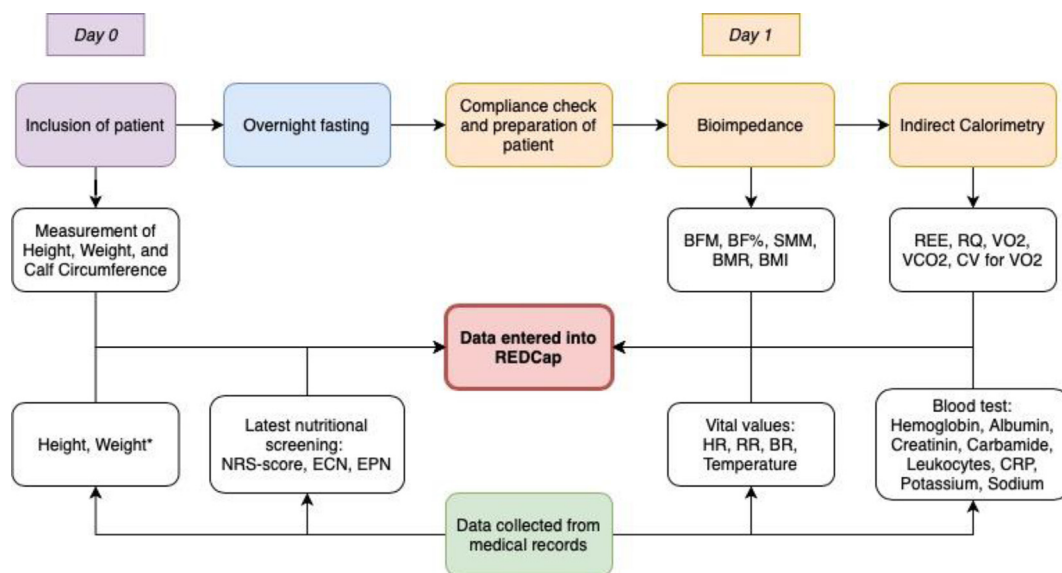 Day 0
Day 1
Inclusion of patient
Overnight fasting
Compliance check
and preparation of
patient
Bioimpedance
Indirect Calorimetry
Measurement of
Height, Weight, and
Calf Circumference
BFM, BF%, SMM,
BMR, BMI
REE, RQ, VO2,
VCO2, CV for VO2
Data entered into
REDCap
Height, Weight*
Latest nutritional
screening:
NRS-score, ECN, EPN
Vital values:
HR, RR, BR,
Temperature
Blood test:
Hemoglobin, Albumin,
Creatinin, Carbamide,
Leukocytes, CRP,
Potassium, Sodium
Data collected from
medical records